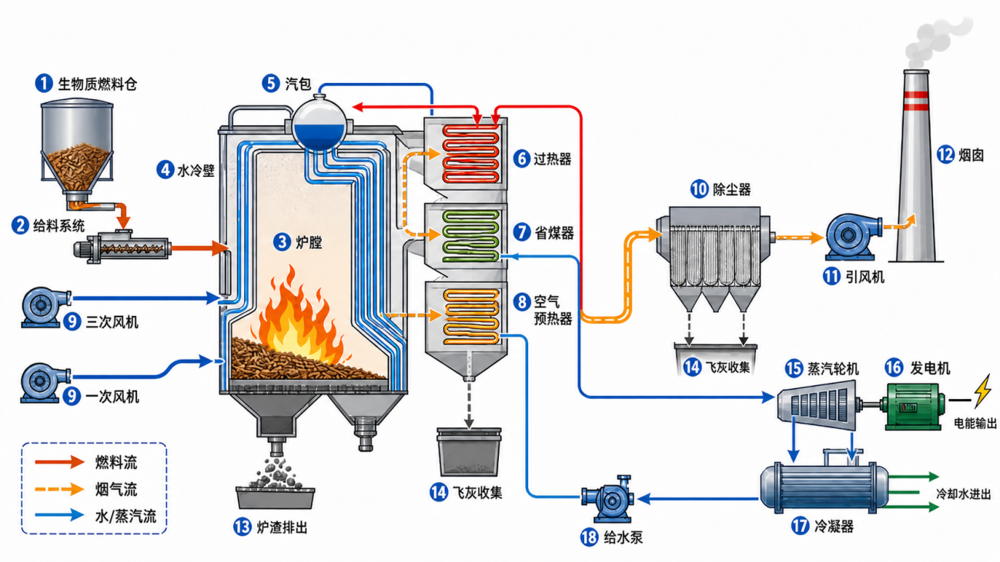 1 生物质燃料仓
2 给料系统
3 炉膛
4 水冷壁
5 汽包
6 过热器
7 省煤器
8 空气
预热器
9 三次风机
9 一次风机
10 除尘器
11 引风机
12 烟囱
13 炉渣排出
14 飞灰收集
14 飞灰收集
15 蒸汽轮机
16 发电机
电能输出
17 冷凝器
冷却水进出
18 给水泵
燃料流
烟气流
水/蒸汽流